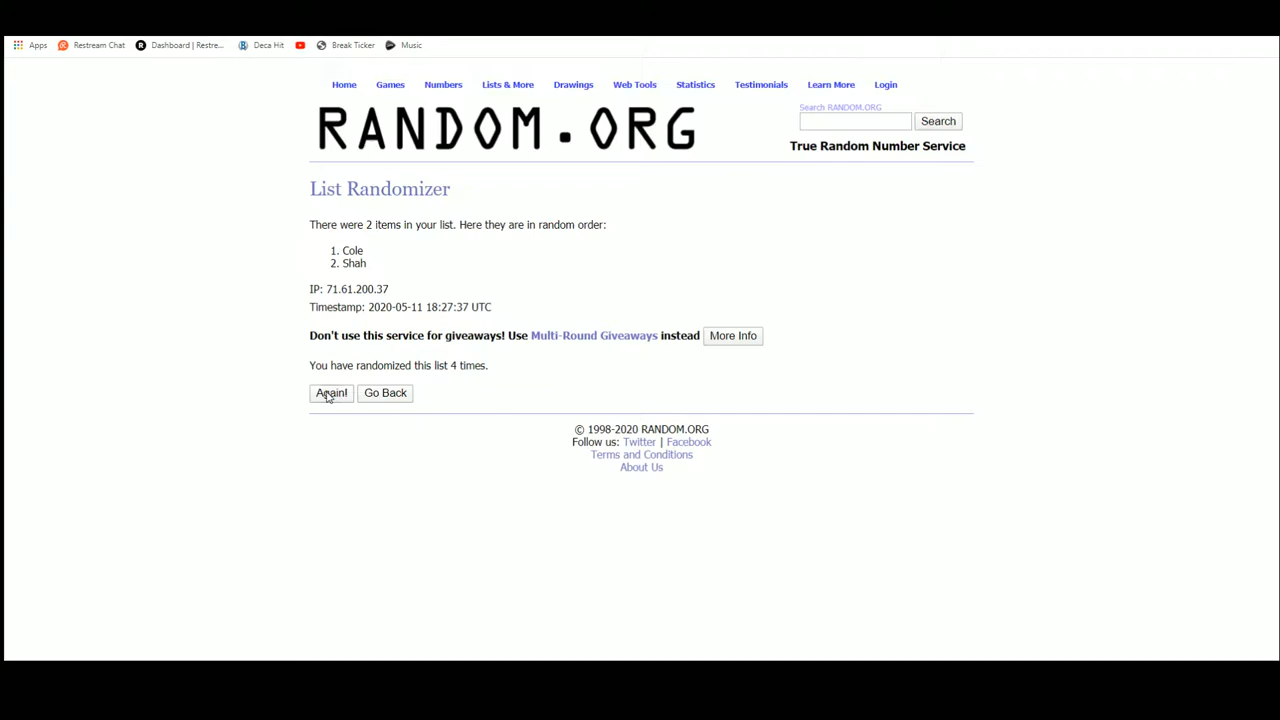 Apps Restream Chat Dashboard | Restre... Deca Hit Break Ticker Music
Home Games Numbers Lists & More Drawings Web Tools Statistics Testimonials Learn More Login
RANDOM.ORG
Search RANDOM.ORG
Search
True Random Number Service
List Randomizer
There were 2 items in your list. Here they are in random order:
1. Cole
2. Shah
IP: 71.61.200.37
Timestamp: 2020-05-11 18:27:37 UTC
Don't use this service for giveaways! Use Multi-Round Giveaways instead More Info
You have randomized this list 4 times.
Again! Go Back
© 1998-2020 RANDOM.ORG
Follow us: Twitter | Facebook
Terms and Conditions
About Us